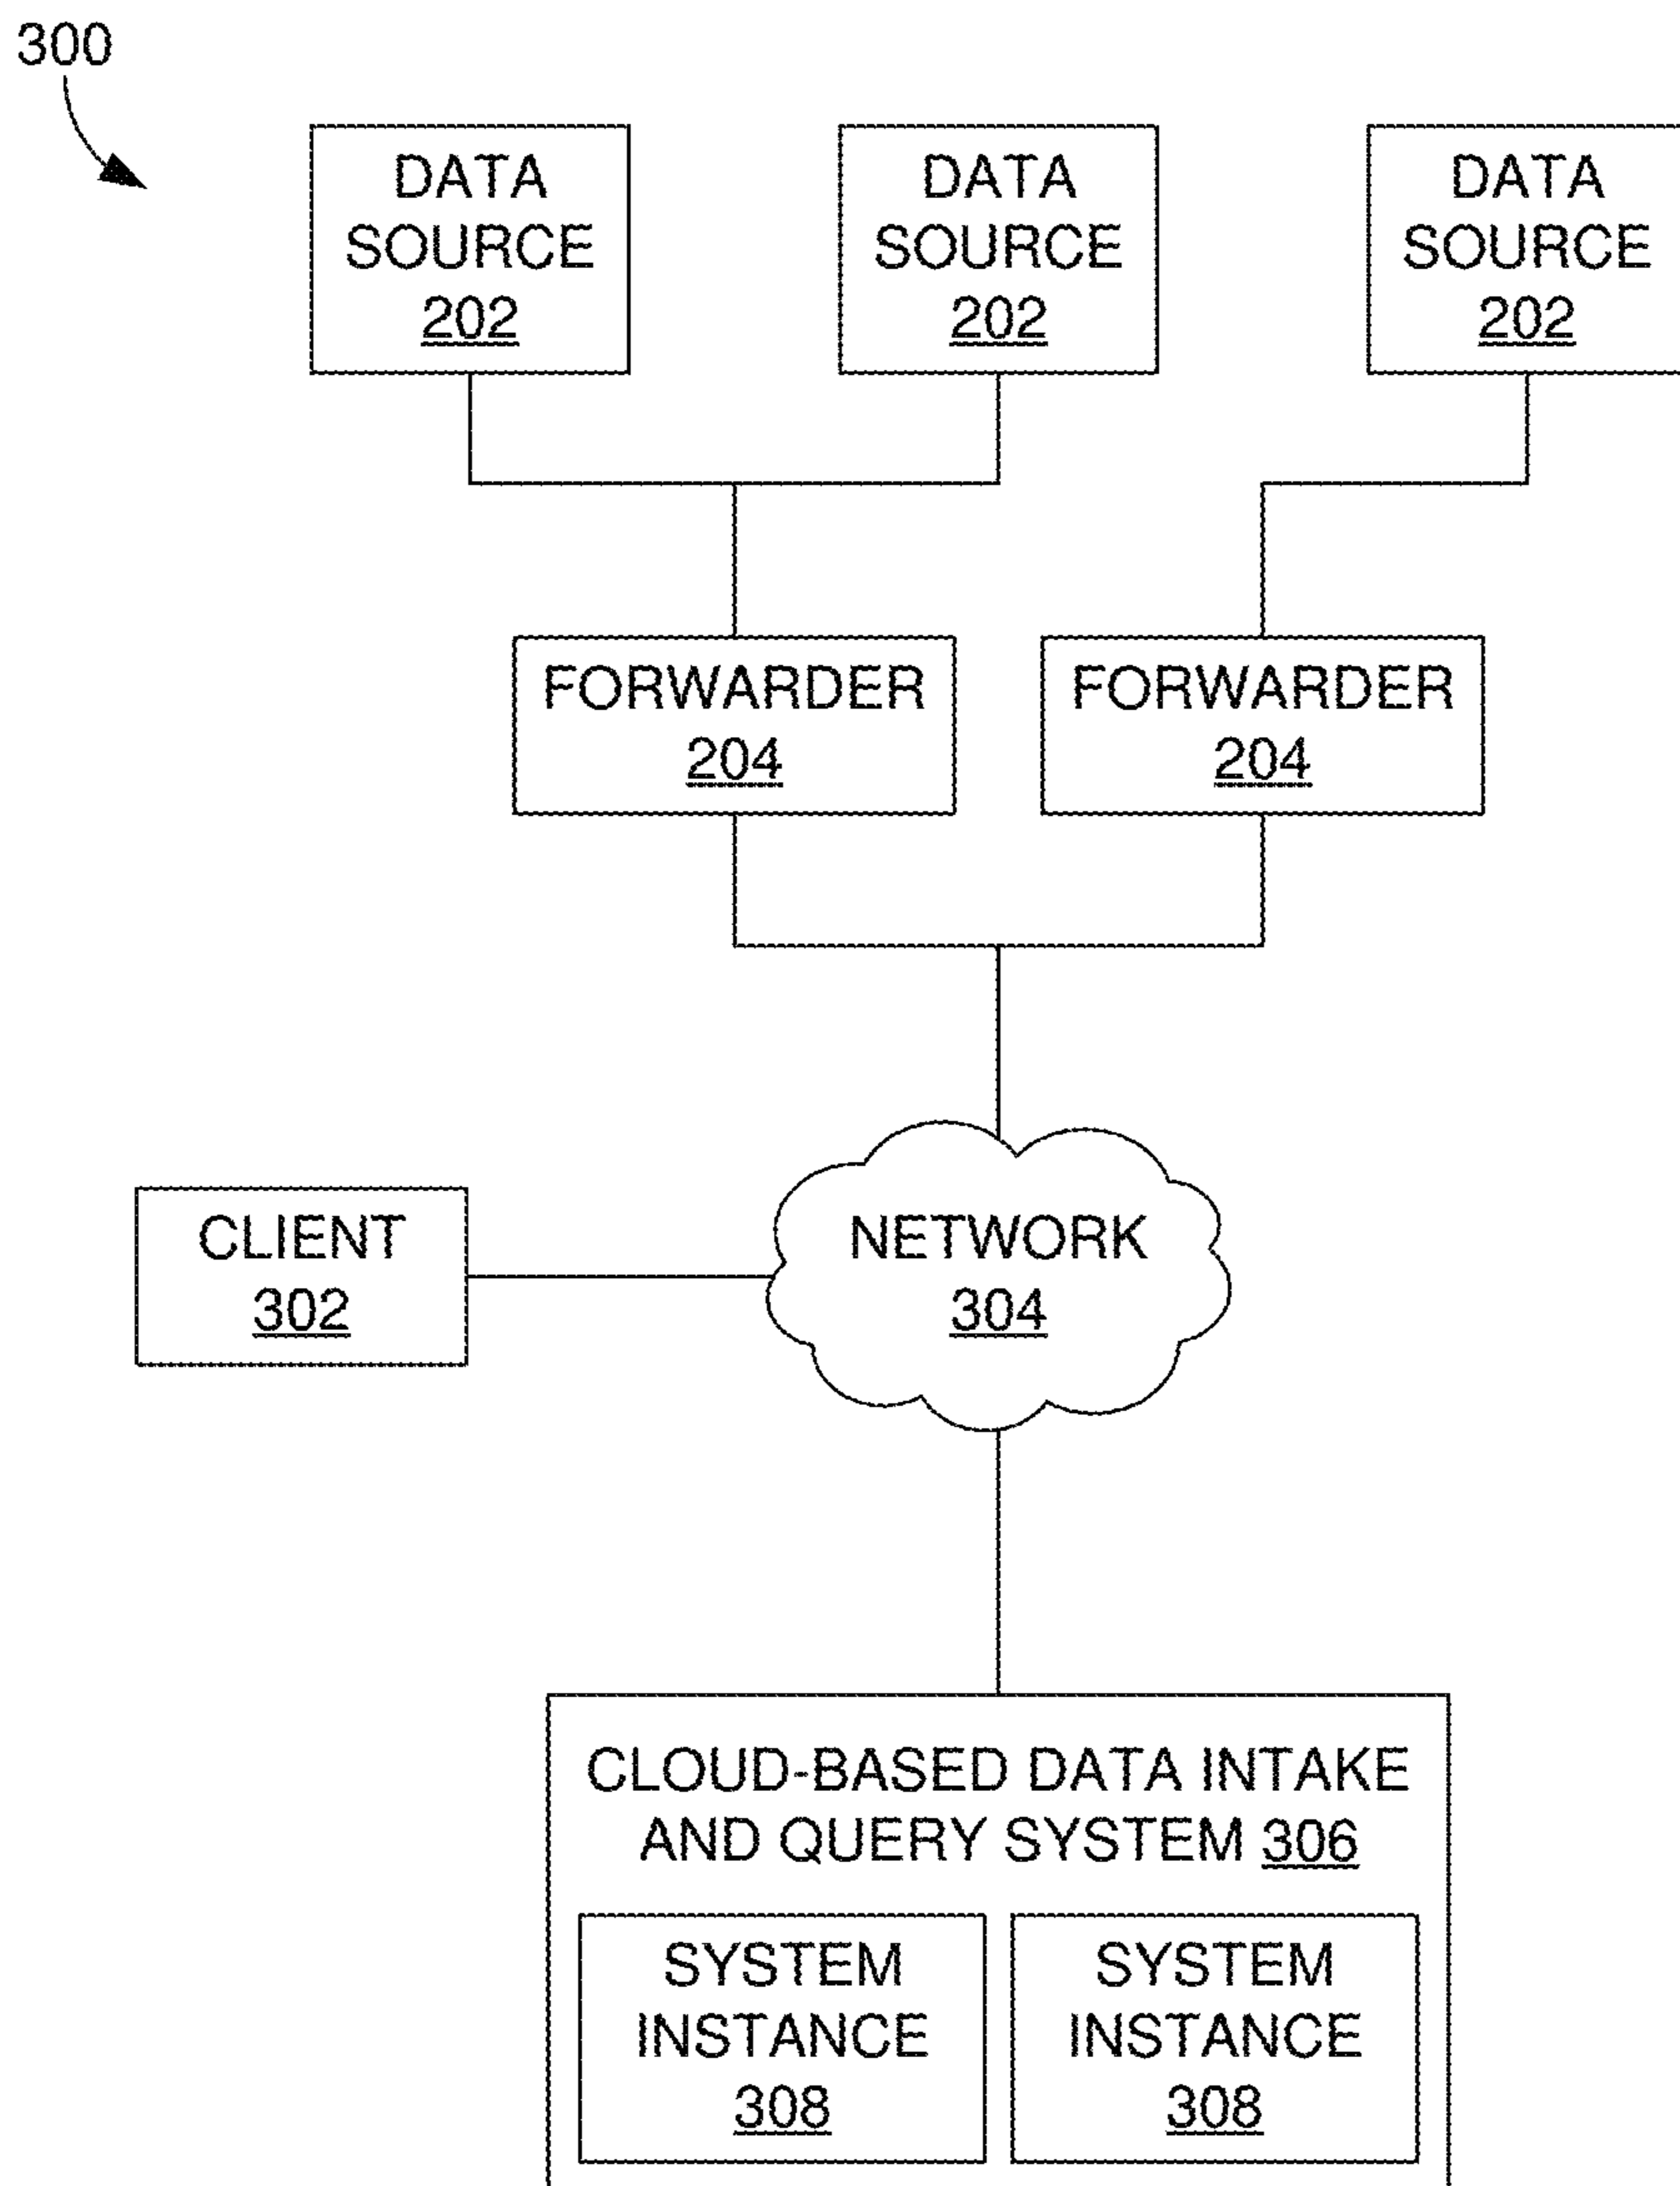 300
DATA
SOURCE
202
DATA
SOURCE
202
DATA
SOURCE
202
FORWARDER
204
FORWARDER
204
CLIENT
302
NETWORK
304
CLOUD-BASED DATA INTAKE
AND QUERY SYSTEM 306
SYSTEM
INSTANCE
308
SYSTEM
INSTANCE
308